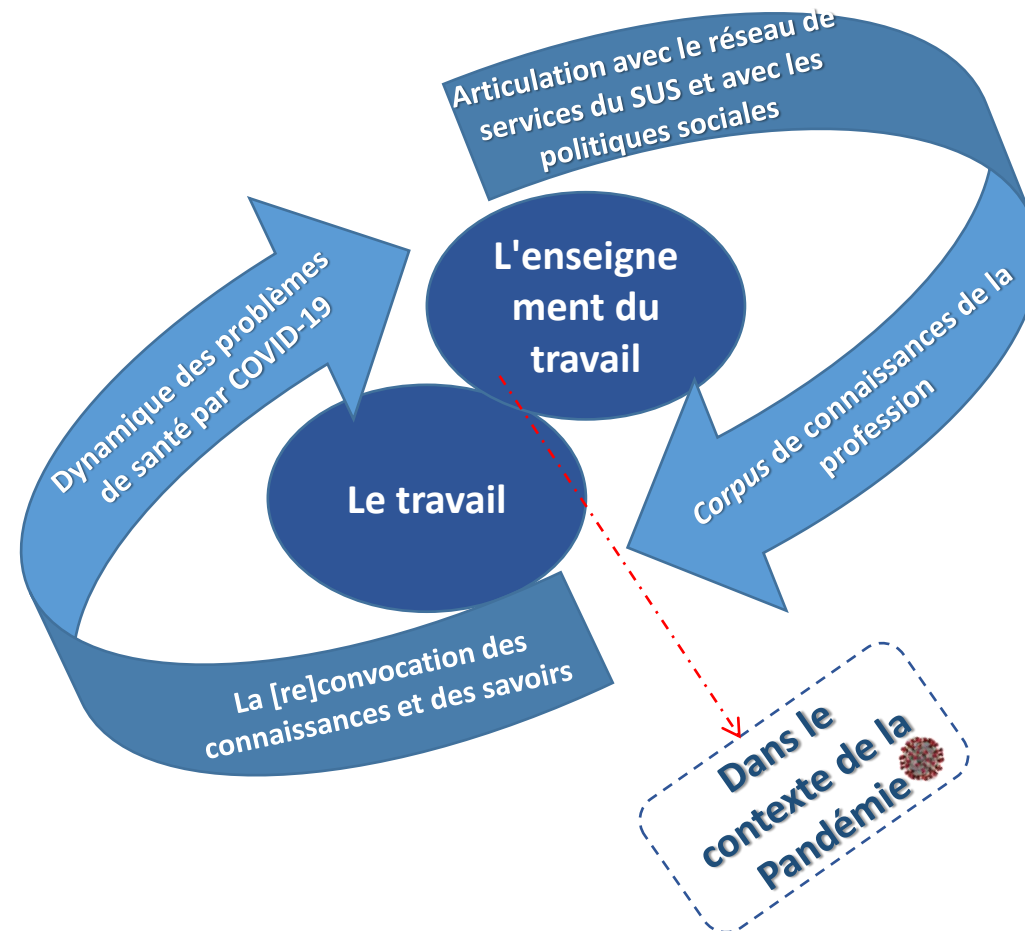 Articulation avec le réseau de
services du SUS et avec les
politiques sociales
L'enseigne
ment du
travail
Dynamique des problèmes
de santé par COVID-19
Corpus de connaissances de la
profession
Le travail
La [re]convocation des
connaissances et des savoirs
Dans le
contexte de la
Pandémie